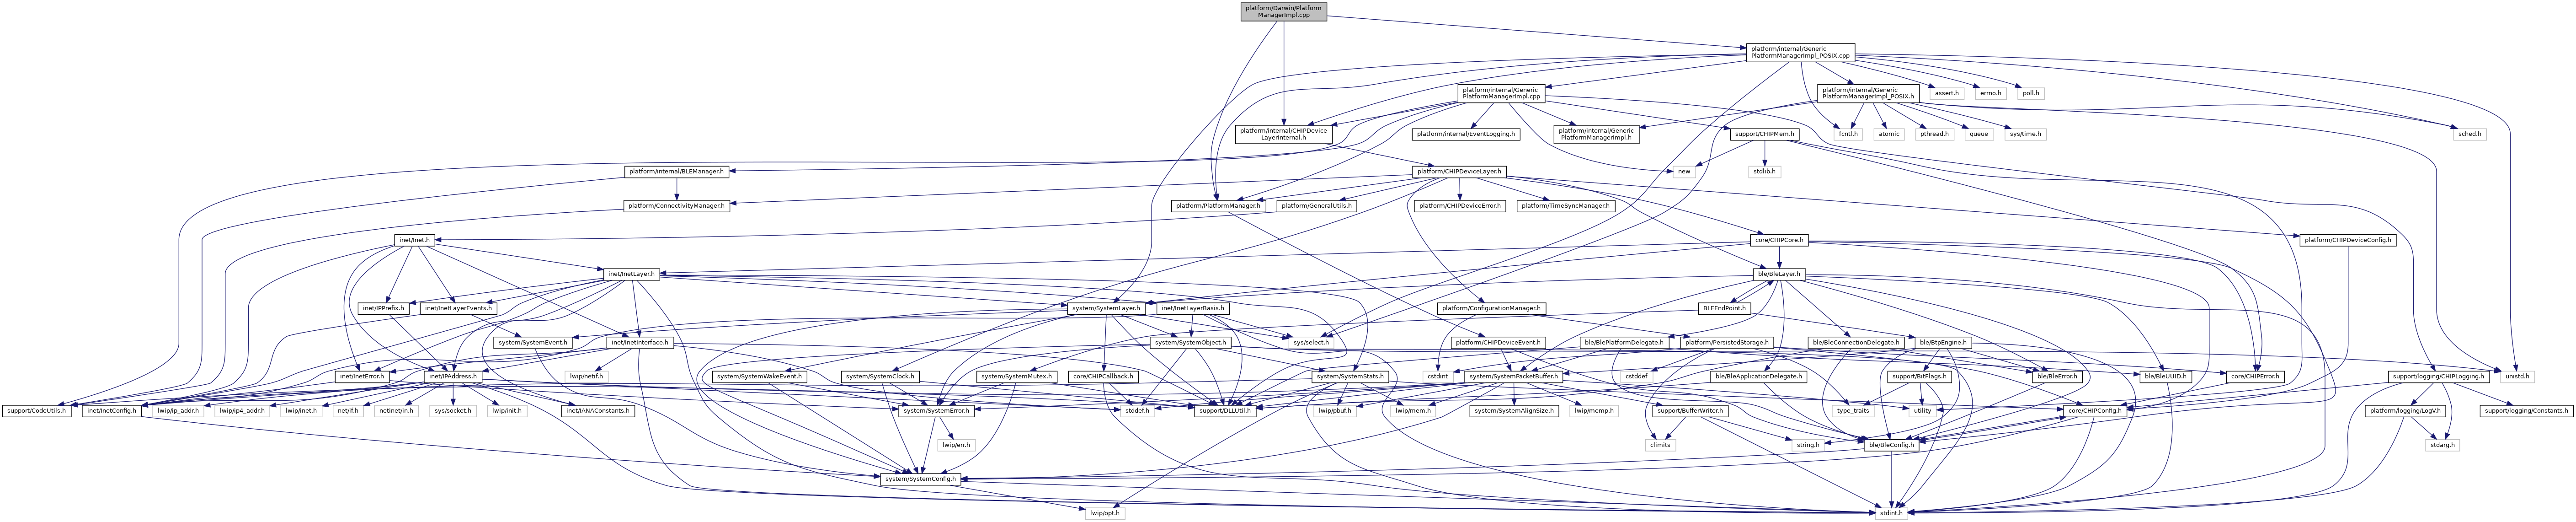 platform/Darwin/Platform
ManagerImpl.cpp
platform/internal/Generic
PlatformManagerImpl_POSIX.cpp
platform/internal/Generic
PlatformManagerImpl.cpp
platform/internal/Generic
PlatformManagerImpl_POSIX.h
assert.h
errno.h
poll.h
platform/internal/CHIPDevice
LayerInternal.h
platform/internal/EventLogging.h
platform/internal/Generic
PlatformManagerImpl.h
support/CHIPMem.h
fcntl.h
atomic
pthread.h
queue
sys/time.h
sched.h
platform/internal/BLEManager.h
platform/CHIPDeviceLayer.h
new
stdlib.h
platform/ConnectivityManager.h
platform/PlatformManager.h
platform/GeneralUtils.h
platform/CHIPDeviceError.h
platform/TimeSyncManager.h
inet/Inet.h
core/CHIPCore.h
platform/CHIPDeviceConfig.h
inet/InetLayer.h
ble/BleLayer.h
inet/IPPrefix.h
inet/InetLayerEvents.h
system/SystemLayer.h
inet/InetLayerBasis.h
platform/ConfigurationManager.h
BLEEndPoint.h
system/SystemEvent.h
inet/InetInterface.h
system/SystemObject.h
sys/select.h
platform/CHIPDeviceEvent.h
ble/BlePlatformDelegate.h
platform/PersistedStorage.h
ble/BleConnectionDelegate.h
ble/BtpEngine.h
inet/InetError.h
inet/IPAddress.h
lwip/netif.h
system/SystemWakeEvent.h
system/SystemClock.h
system/SystemMutex.h
core/CHIPCallback.h
system/SystemStats.h
cstdint
system/SystemPacketBuffer.h
cstddef
ble/BleApplicationDelegate.h
support/BitFlags.h
ble/BleError.h
ble/BleUUID.h
core/CHIPError.h
support/logging/CHIPLogging.h
unistd.h
support/CodeUtils.h
inet/InetConfig.h
lwip/ip_addr.h
lwip/ip4_addr.h
lwip/inet.h
net/if.h
netinet/in.h
sys/socket.h
lwip/init.h
inet/IANAConstants.h
system/SystemError.h
stddef.h
support/DLLUtil.h
lwip/pbuf.h
lwip/mem.h
system/SystemAlignSize.h
lwip/memp.h
support/BufferWriter.h
type_traits
utility
core/CHIPConfig.h
platform/logging/LogV.h
support/logging/Constants.h
lwip/err.h
climits
string.h
ble/BleConfig.h
stdarg.h
system/SystemConfig.h
lwip/opt.h
stdint.h